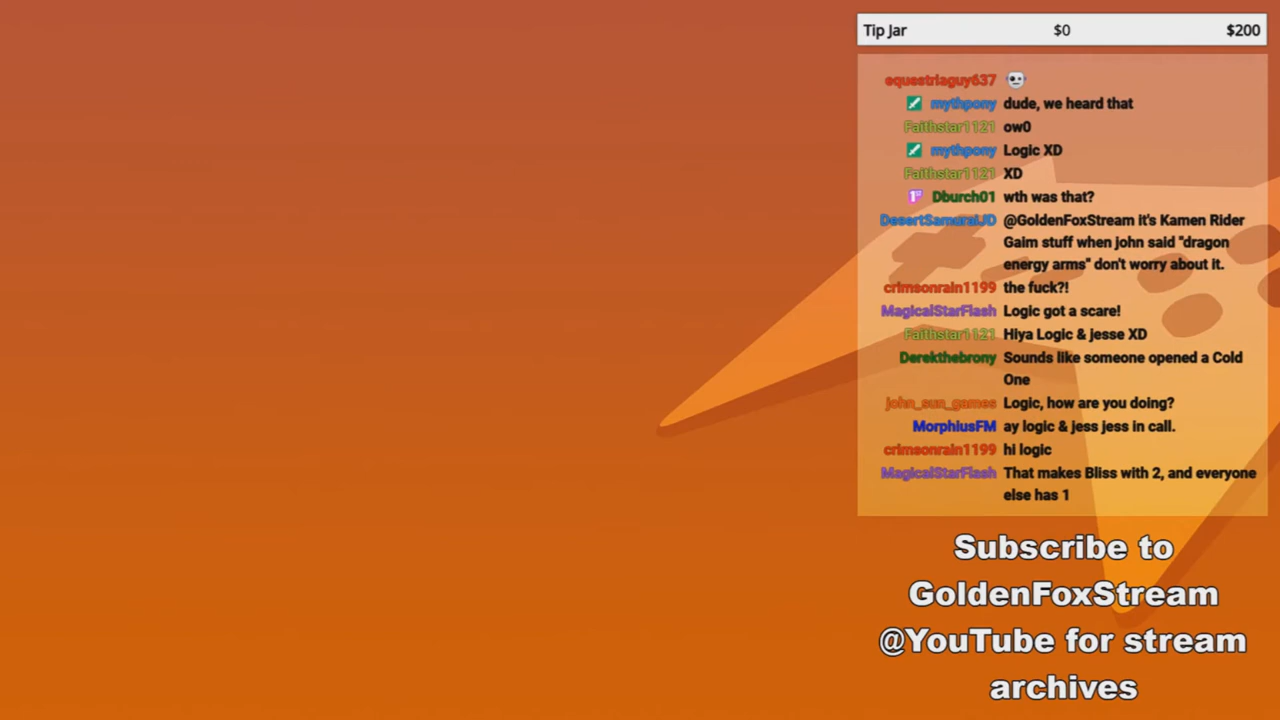 Tip Jar $0 $200
equestriaguy637
mythpony dude, we heard that
Faithstar1121 ow0
mythpony Logic XD
Faithstar1121 XD
Dburch01 wth was that?
DesertSamuraiJD @GoldenFoxStream it's Kamen Rider
Gaim stuff when john said "dragon
energy arms" don't worry about it.
crimsonrain1199 the fuck?!
MagicalStarFlash Logic got a scare!
Faithstar1121 Hiya Logic & jesse XD
Derekthebrony Sounds like someone opened a Cold
One
john_sun_games Logic, how are you doing?
MorphiusFM ay logic & jess jess in call.
crimsonrain1199 hi logic
MagicalStarFlash That makes Bliss with 2, and everyone
else has 1
Subscribe to
GoldenFoxStream
@YouTube for stream
archives